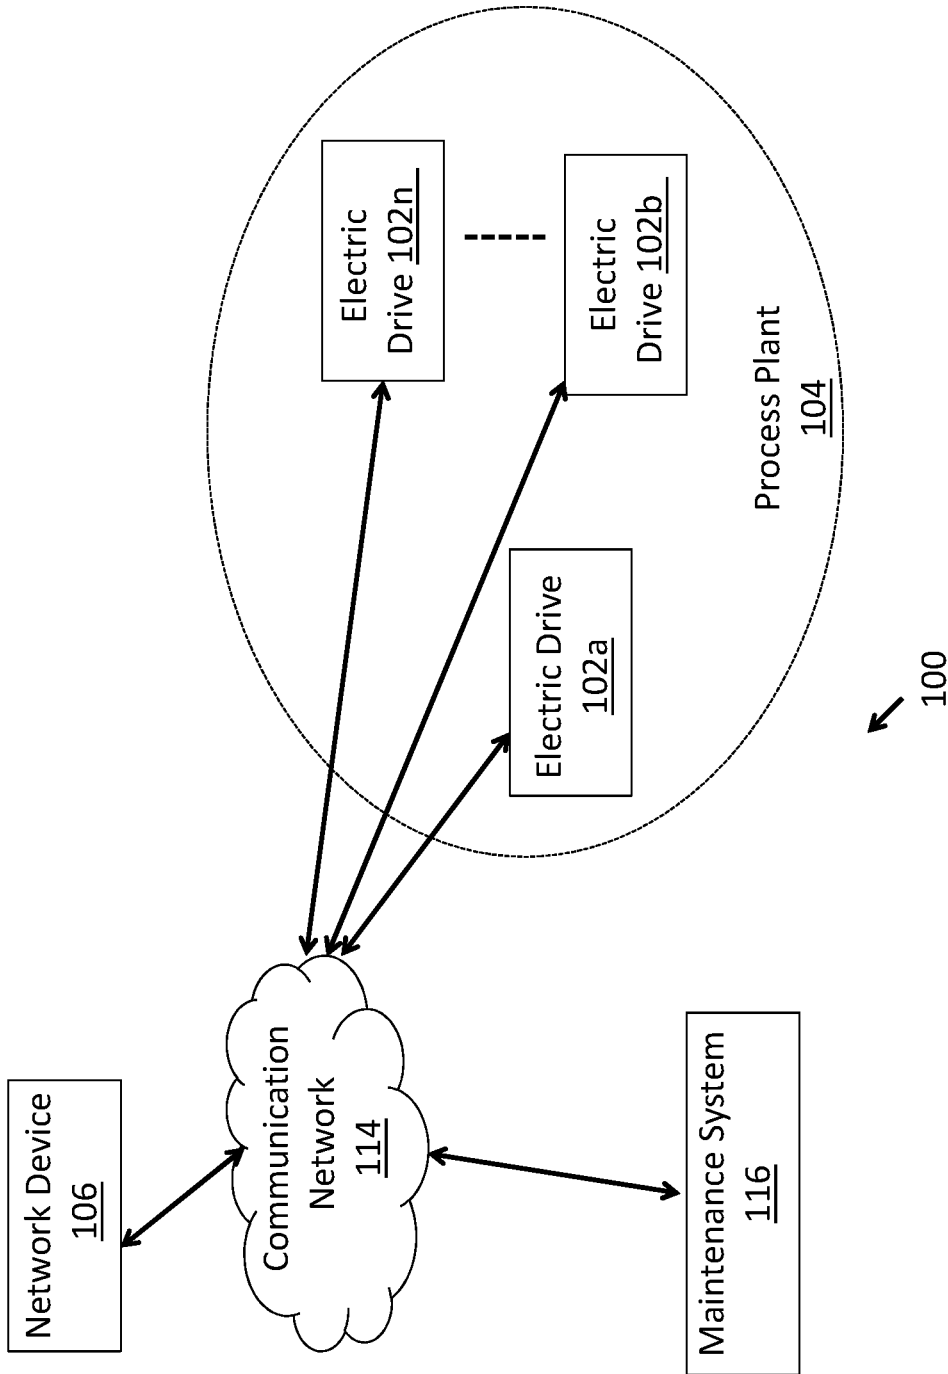 Network Device
106
Communication
Network
114
Maintenance System
116
Electric
Drive 102n
Electric
Drive 102b
Electric Drive
102a
Process Plant
104
100